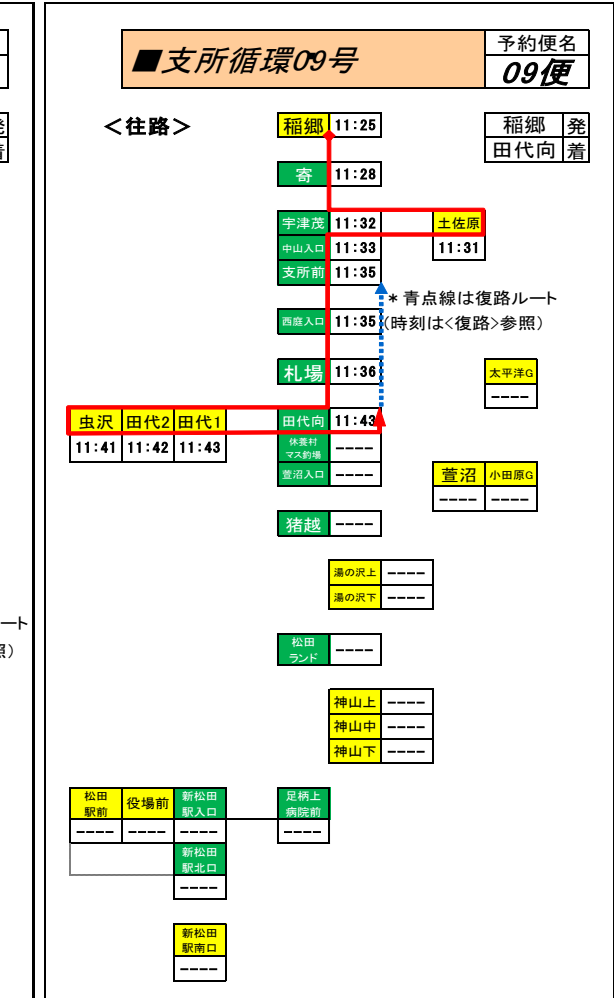 ■支所循環09号
予約便名
09便
＜往路＞
稲郷 11:25
稲郷 発
田代向 着
寄 11:28
宇津茂 11:32
土佐原
中山入口 11:33
11:31
支所前 11:35
＊青点線は復路ルート
西庭入口 11:35
(時刻は<復路>参照)
札場 11:36
太平洋G
----
虫沢 田代2 田代1
田代向 11:43
11:41 11:42 11:43
休養村
マス釣場 ----
萱沼入口 ----
萱沼 小田原G
---- ----
猪越 ----
湯の沢上 ----
湯の沢下 ----
松田
ランド ----
神山上 ----
神山中 ----
神山下 ----
松田
駅前
役場前
新松田
駅入口
足柄上
病院前
---- ---- ---- ----
新松田
駅北口
----
新松田
駅南口
----
発
着
ート
照）